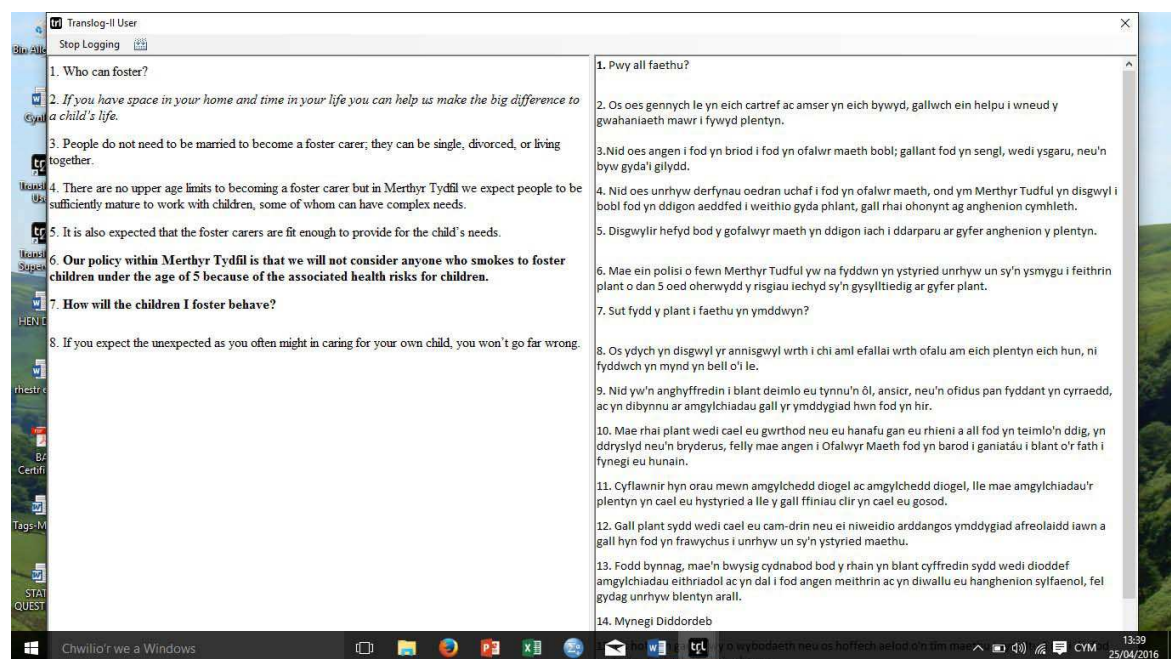 Translog-II User
Stop Logging
1. Who can foster?
2. If you have space in your home and time in your life you can help us make the big difference to
a child's life.
3. People do not need to be married to become a foster carer; they can be single, divorced, or living
together.
4. There are no upper age limits to becoming a foster carer but in Merthyr Tydfil we expect people to be
sufficiently mature to work with children, some of whom can have complex needs.
5. It is also expected that the foster carers are fit enough to provide for the child's needs.
6. Our policy within Merthyr Tydfil is that we will not consider anyone who smokes to foster
children under the age of 5 because of the associated health risks for children.
7. How will the children I foster behave?
8. If you expect the unexpected as you often might in caring for your own child, you won't go far wrong.
1. Pwy all faethu?
2. Os oes gennych le yn eich cartref ac amser yn eich bywyd, gallwch ein helpu i wneud y
gwahaniaeth mawr i fywyd plentyn.
3.Nid oes angen i fod yn briod i fod yn ofalwr maeth bobl; gallant fod yn sengl, wedi ysgaru, neu'n
byw gyda'i gilydd.
4. Nid oes unrhyw derfynau oedran uchaf i fod yn ofalwr maeth, ond ym Merthyr Tudful yn disgwyl i
bobl fod yn ddigon aeddfed i weithio gyda phlant, gall rhai ohonynt ag anghenion cymhleth.
5. Disgwylir hefyd bod y gofalwyr maeth yn ddigon iach i ddarparu ar gyfer anghenion y plentyn.
6. Mae ein polisi o fewn Merthyr Tudful yw na fyddwn yn ystyried unrhyw un sy'n ysmygu i feithrin
plant o dan 5 oed oherwydd y risgiau iechyd sy'n gysylltiedig ar gyfer plant.
7. Sut fydd y plant i faethu yn ymddwyn?
8. Os ydych yn disgwyl yr annisgwyl wrth i chi aml efallai wrth ofalu am eich plentyn eich hun, ni
fyddwch yn mynd yn bell o'i le.
9. Nid yw'n anghyffredin i blant deimlo eu tynnu'n ôl, ansicr, neu'n ofidus pan fyddant yn cyrraedd,
ac yn dibynnu ar amgylchiadau gall yr ymddygiad hwn fod yn hir.
10. Mae rhai plant wedi cael eu gwrthod neu eu hanafu gan eu rhieni a all fod yn teimlo'n ddig, yn
ddryslyd neu'n bryderus, felly mae angen i Ofalwyr Maeth fod yn barod i ganiatáu i blant o'r fath i
fynegi eu hunain.
11. Cyflawnir hyn orau mewn amgylchedd diogel ac amgylchedd diogel, lle mae amgylchiadau'r
plentyn yn cael eu hystyried a lle y gall ffiniau clir yn cael eu gosod.
12. Gall plant sydd wedi cael eu cam-drin neu ei niweidio arddangos ymddygiad afreolaidd iawn a
gall hyn fod yn frawychus i unrhyw un sy'n ystyried maethu.
13. Fodd bynnag, mae'n bwysig cydnabod bod y rhain yn blant cyffredin sydd wedi dioddef
amgylchiadau eithriadol ac yn dal i fod angen meithrin ac yn diwallu eu hanghenion sylfaenol, fel
gydag unrhyw blentyn arall.
14. Mynegi Diddordeb
HEN D
rhestr e
BA
Certifi
Tags-M
STAT
QUEST
Chwilio'r we a Windows
CYM
13:39
25/04/2016